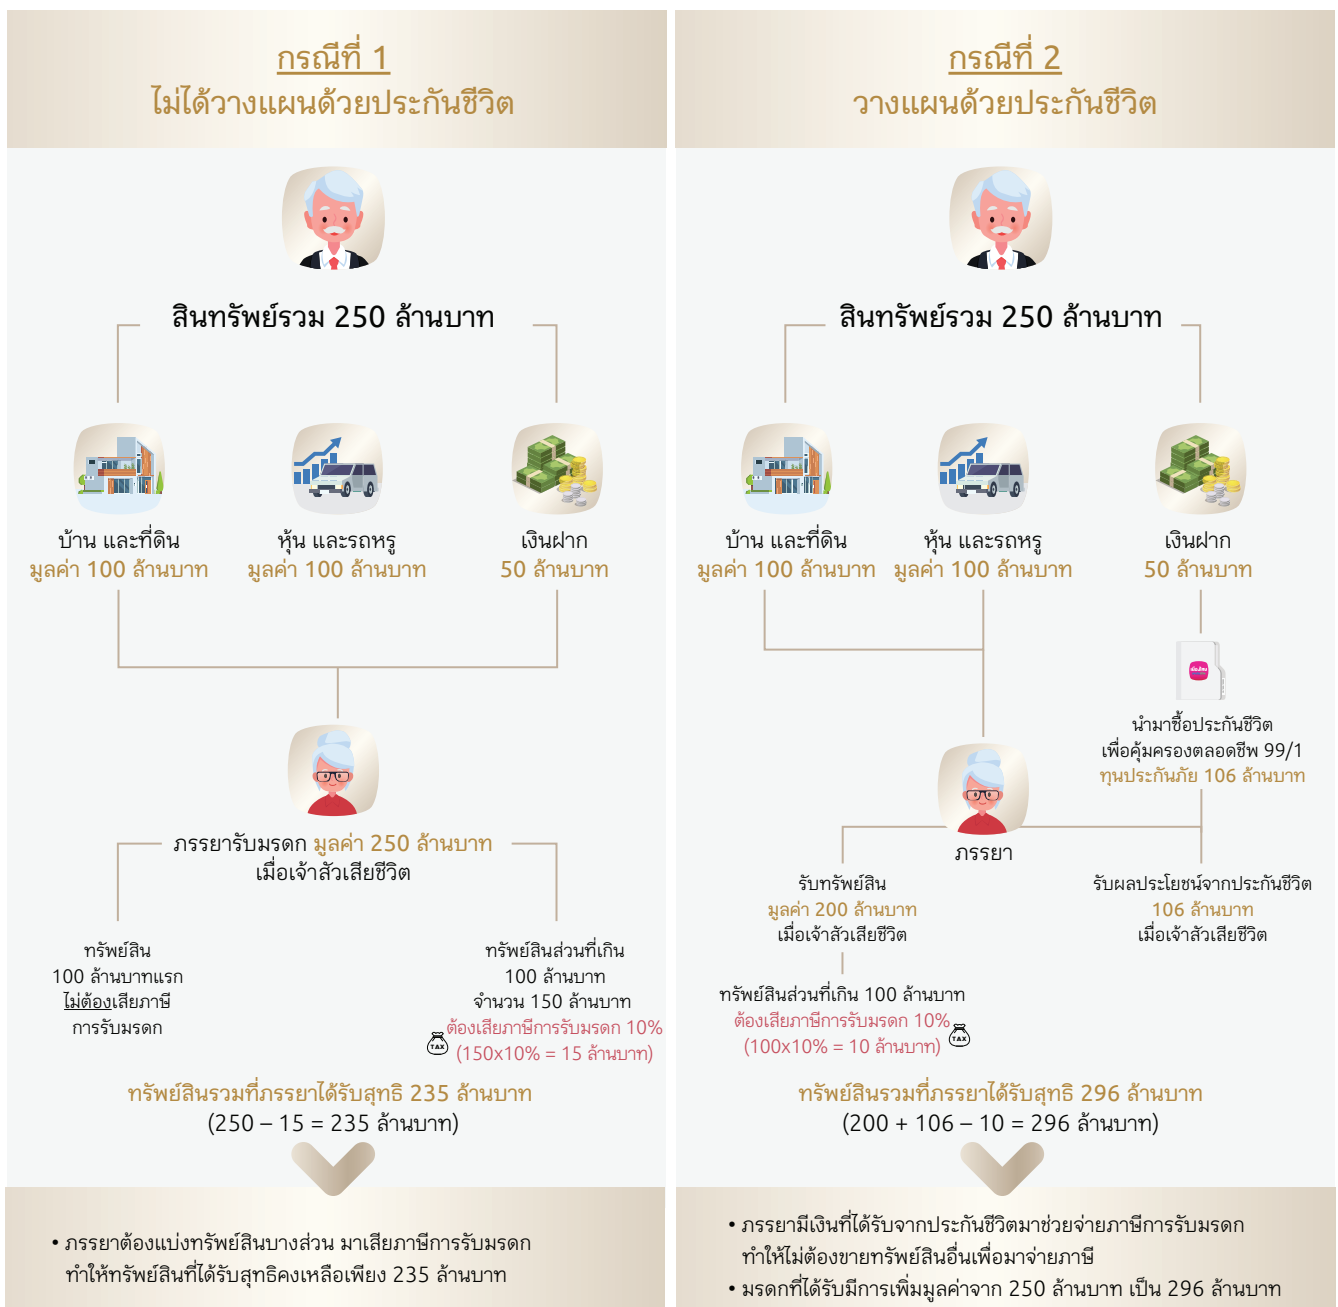 กรณีที่ 1
ไม่ได้วางแผนด้วยประกันชีวิต
สินทรัพย์รวม 250 ล้านบาท
บ้าน และที่ดิน
มูลค่า 100 ล้านบาท
หุ้น และรถหรู
มูลค่า 100 ล้านบาท
เงินฝาก
50 ล้านบาท
ภรรยารับมรดก มูลค่า 250 ล้านบาท
เมื่อเจ้าสัวเสียชีวิต
ทรัพย์สิน
100 ล้านบาทแรก
ไม่ต้องเสียภาษี
การรับมรดก
ทรัพย์สินส่วนที่เกิน
100 ล้านบาท
จำนวน 150 ล้านบาท
ต้องเสียภาษีการรับมรดก 10%
(150x10% = 15 ล้านบาท)
TAX
ทรัพย์สินรวมที่ภรรยาได้รับสุทธิ 235 ล้านบาท
(250 – 15 = 235 ล้านบาท)
• ภรรยาต้องแบ่งทรัพย์สินบางส่วน มาเสียภาษีการรับมรดก
ทำให้ทรัพย์สินที่ได้รับสุทธิคงเหลือเพียง 235 ล้านบาท
กรณีที่ 2
วางแผนด้วยประกันชีวิต
สินทรัพย์รวม 250 ล้านบาท
บ้าน และที่ดิน
มูลค่า 100 ล้านบาท
หุ้น และรถหรู
มูลค่า 100 ล้านบาท
เงินฝาก
50 ล้านบาท
นำมาซื้อประกันชีวิต
เพื่อคุ้มครองตลอดชีพ 99/1
ทุนประกันภัย 106 ล้านบาท
ภรรยา
รับทรัพย์สิน
มูลค่า 200 ล้านบาท
เมื่อเจ้าสัวเสียชีวิต
รับผลประโยชน์จากประกันชีวิต
106 ล้านบาท
เมื่อเจ้าสัวเสียชีวิต
ทรัพย์สินส่วนที่เกิน 100 ล้านบาท
ต้องเสียภาษีการรับมรดก 10%
(100x10% = 10 ล้านบาท)
TAX
ทรัพย์สินรวมที่ภรรยาได้รับสุทธิ 296 ล้านบาท
(200 + 106 – 10 = 296 ล้านบาท)
• ภรรยามีเงินที่ได้รับจากประกันชีวิตมาช่วยจ่ายภาษีการรับมรดก
ทำให้ไม่ต้องขายทรัพย์สินอื่นเพื่อมาจ่ายภาษี
• มรดกที่ได้รับมีการเพิ่มมูลค่าจาก 250 ล้านบาท เป็น 296 ล้านบาท